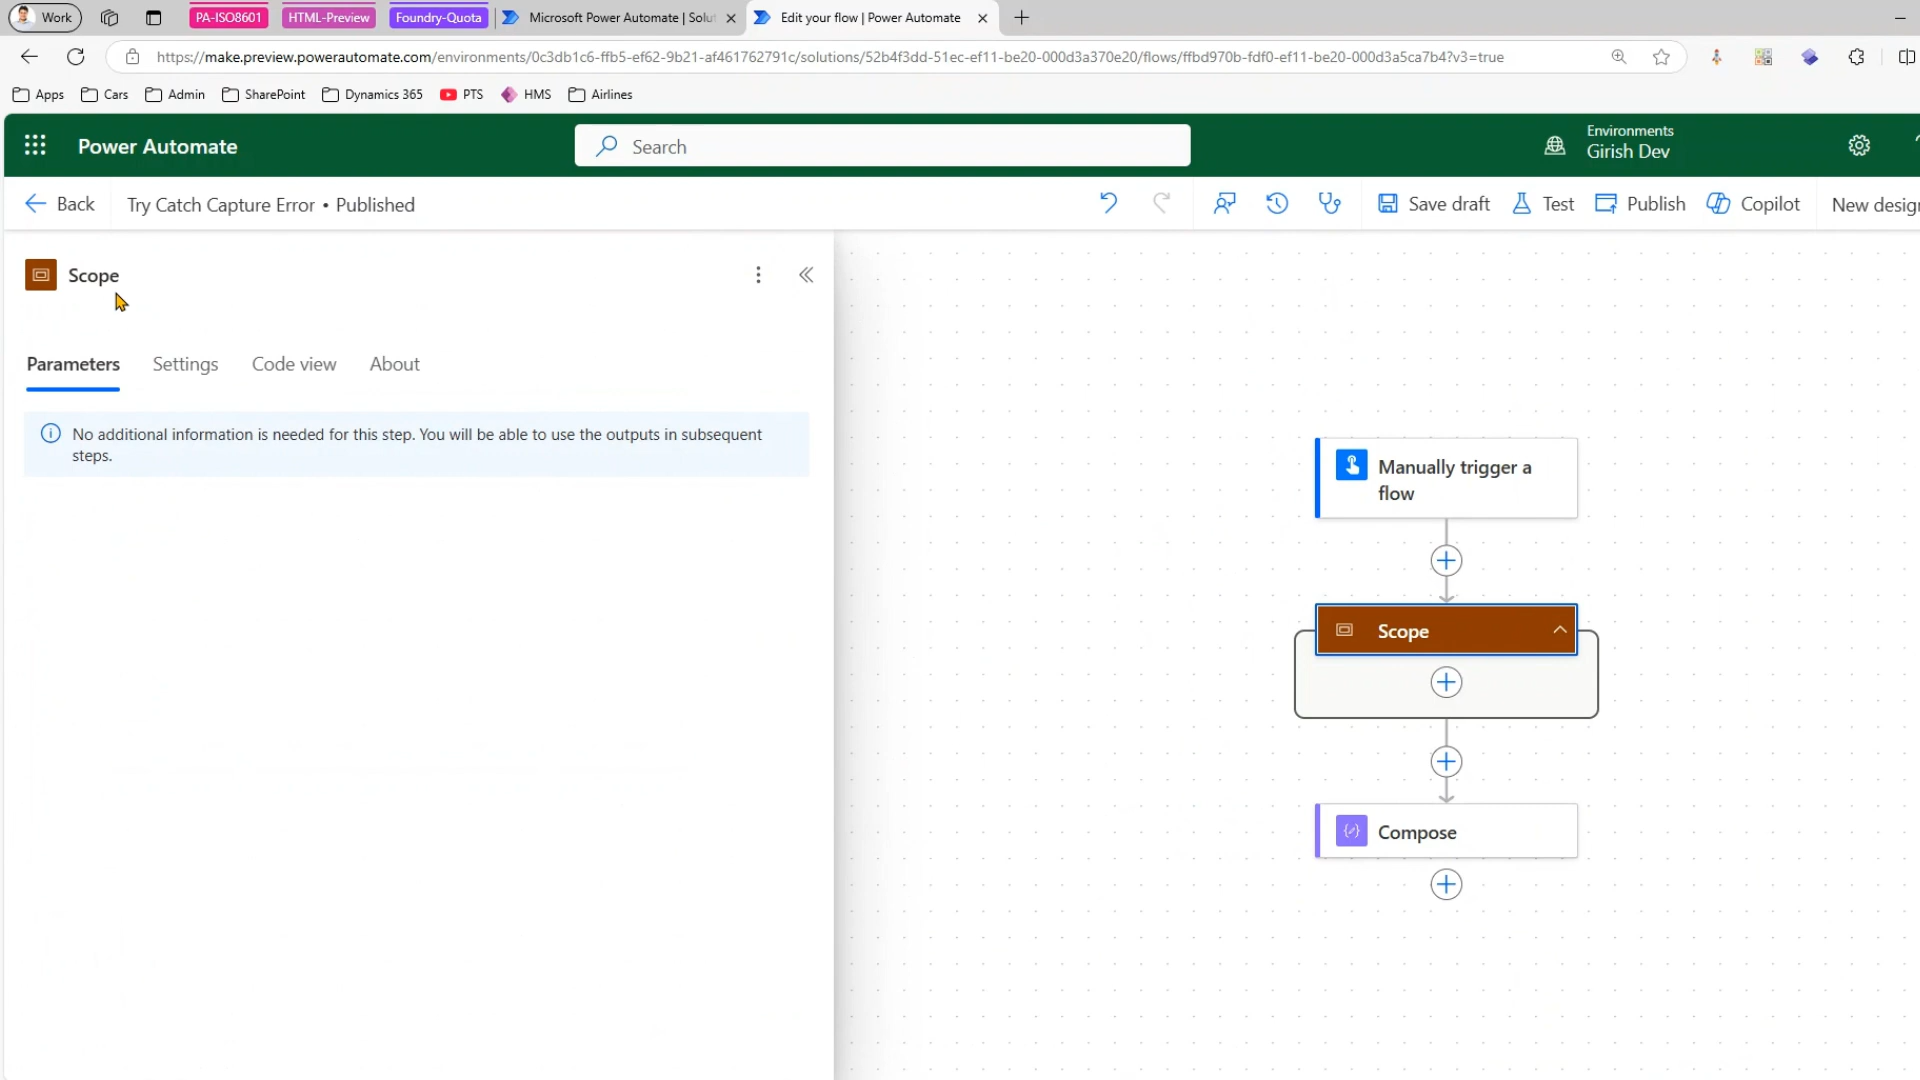 Work
PA-ISO8601
HTML-Preview
Foundry-Quota
Microsoft Power Automate | Solut
Edit your flow | Power Automate
https://make.preview.powerautomate.com/environments/0c3db1c6-ffb5-ef62-9b21-af461762791c/solutions/52b4f3dd-51ec-ef11-be20-000d3a370e20/flows/ffbd970b-fdf0-ef11-be20-000d3a5ca7b4?v3=true
Apps
Cars
Admin
SharePoint
Dynamics 365
PTS
HMS
Airlines
Power Automate
Search
Environments
Girish Dev
Back
Try Catch Capture Error • Published
Save draft
Test
Publish
Copilot
New desig
Scope
Parameters
Settings
Code view
About
No additional information is needed for this step. You will be able to use the outputs in subsequent
steps.
Manually trigger a
flow
Scope
Compose